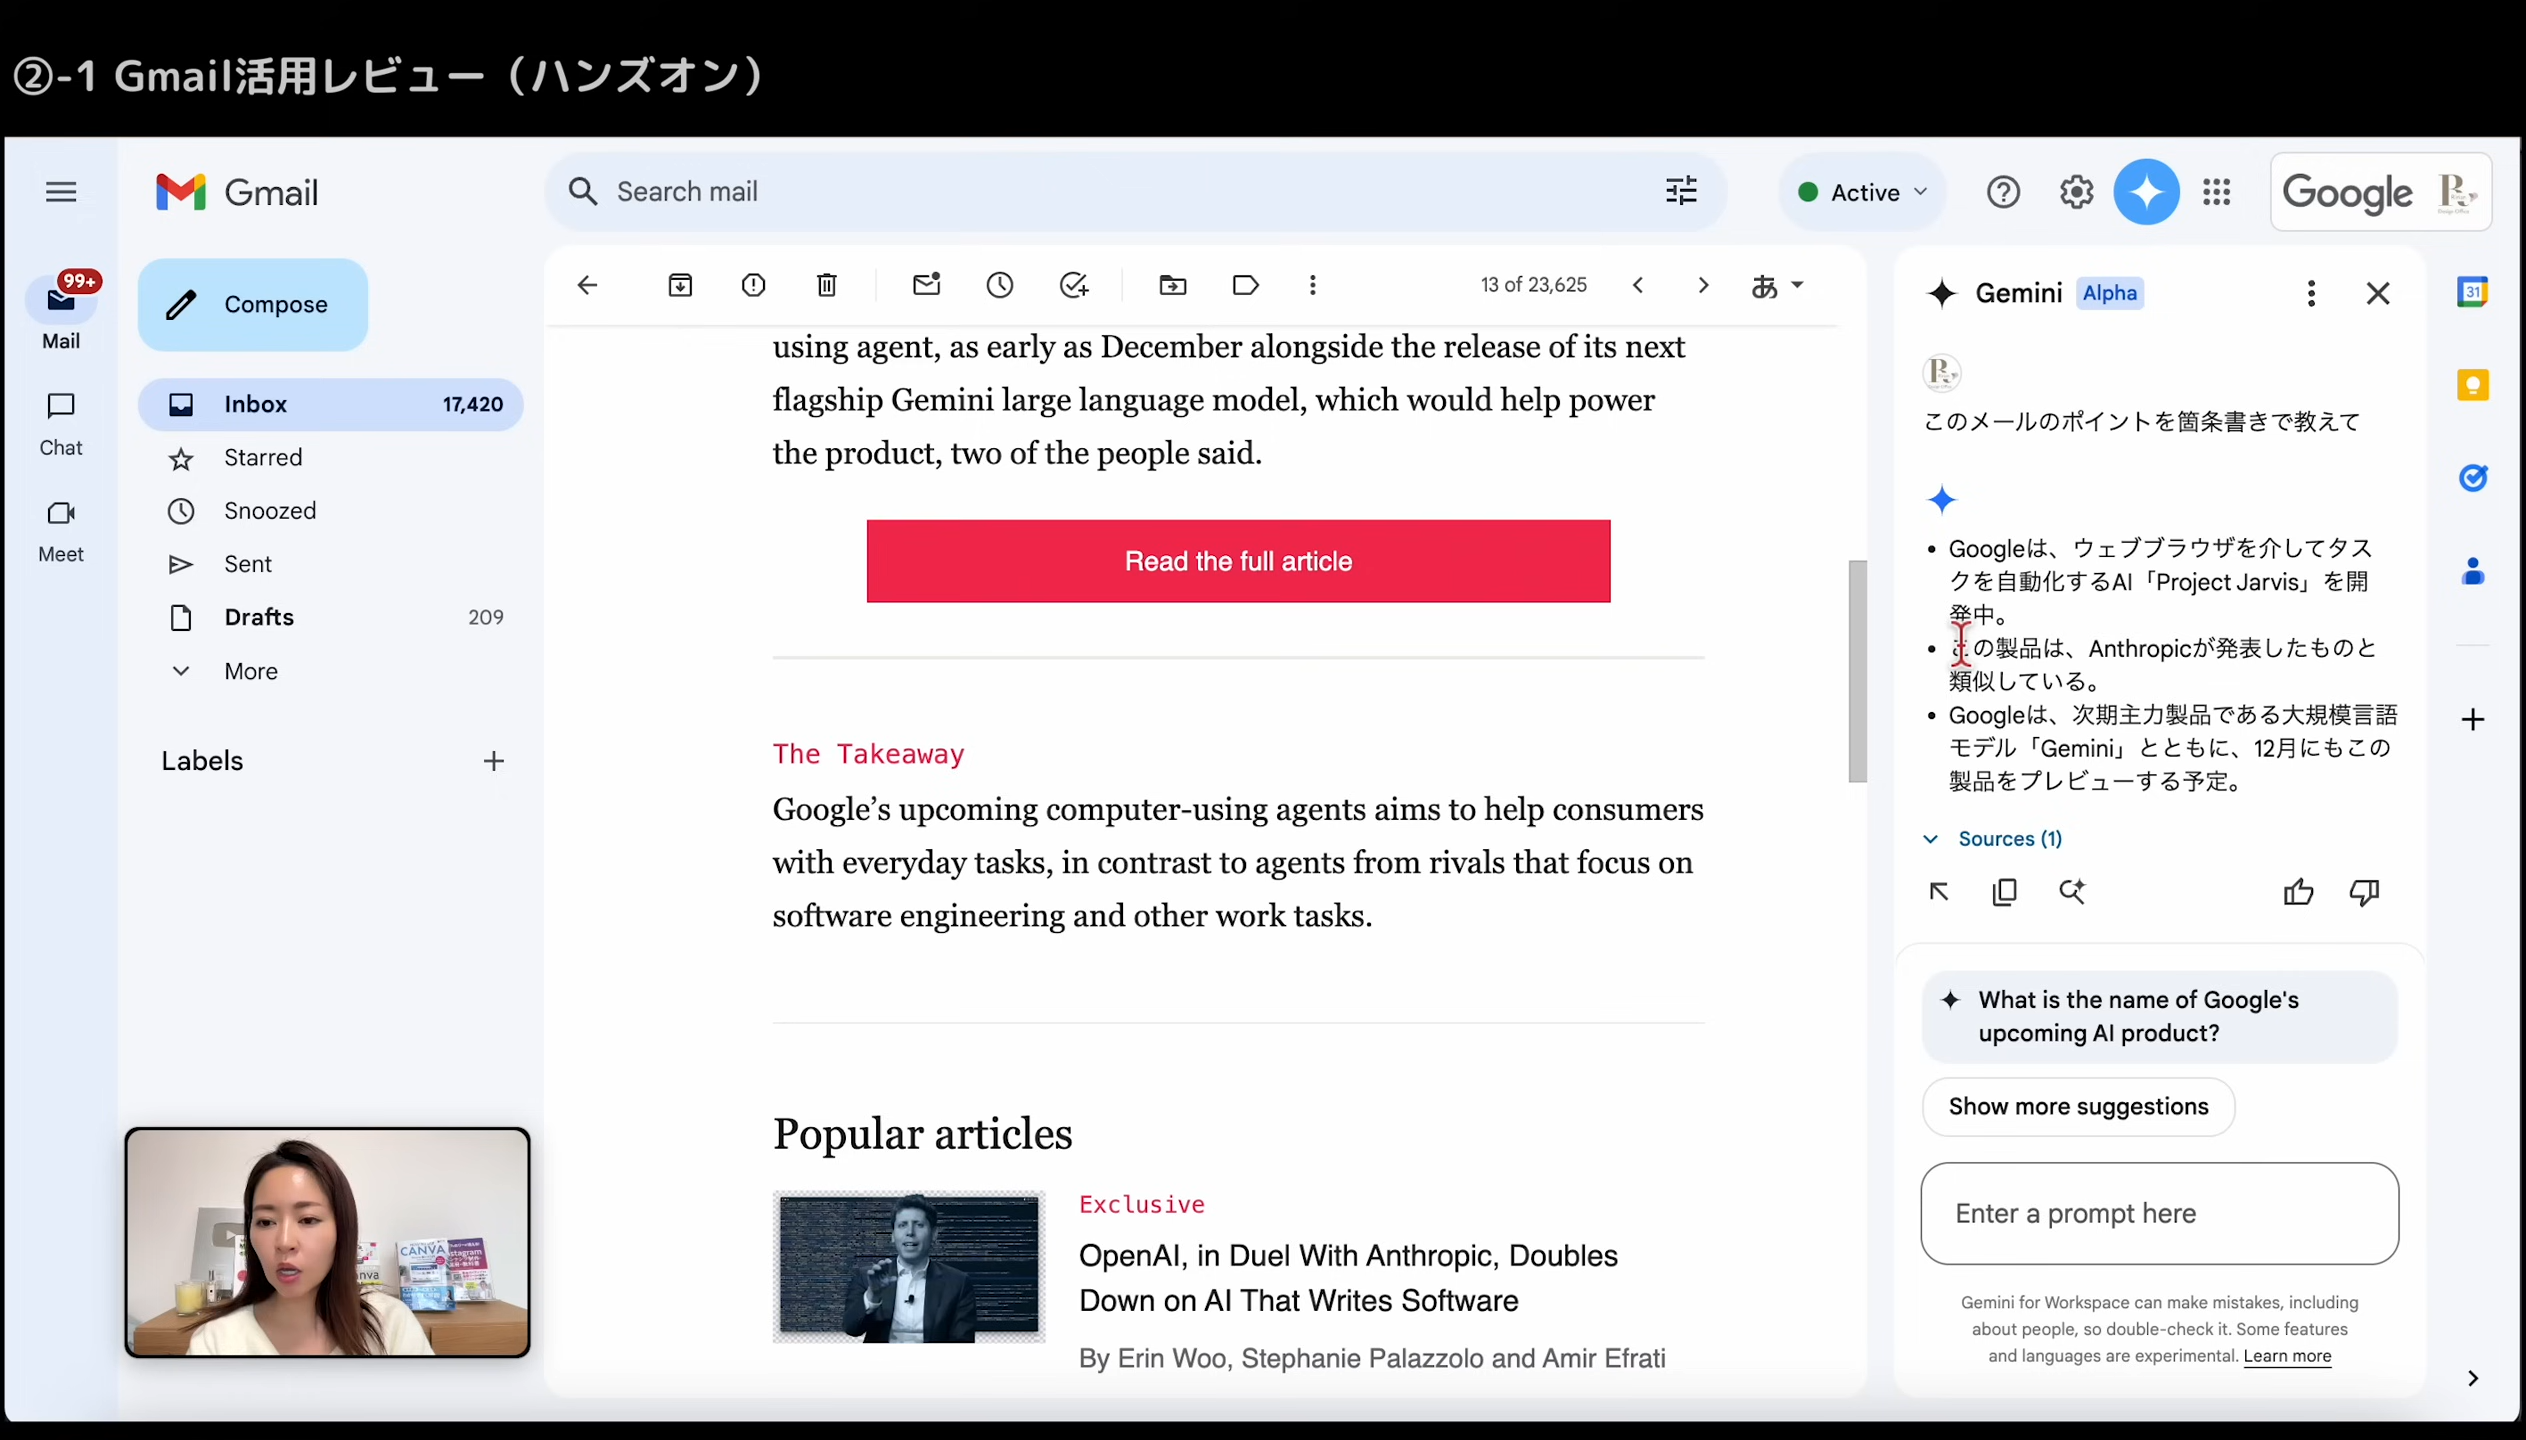 ②-1 Gmail活用レビュー（ハンズオン）
Gmail
Search mail
Active
Google
99+
Mail
Chat
Meet
Compose
Inbox 17,420
Starred
Snoozed
Sent
Drafts 209
More
Labels
13 of 23,625
あ
using agent, as early as December alongside the release of its next
flagship Gemini large language model, which would help power
the product, two of the people said.
Read the full article
The Takeaway
Google’s upcoming computer-using agents aims to help consumers
with everyday tasks, in contrast to agents from rivals that focus on
software engineering and other work tasks.
Popular articles
Exclusive
OpenAI, in Duel With Anthropic, Doubles
Down on AI That Writes Software
By Erin Woo, Stephanie Palazzolo and Amir Efrati
Gemini Alpha
このメールのポイントを箇条書きで教えて
Googleは、ウェブブラウザを介してタス
クを自動化するAI「Project Jarvis」を開
発中。
この製品は、Anthropicが発表したものと
類似している。
Googleは、次期主力製品である大規模言語
モデル「Gemini」とともに、12月にもこの
製品をプレビューする予定。
Sources (1)
What is the name of Google's
upcoming AI product?
Show more suggestions
Enter a prompt here
Gemini for Workspace can make mistakes, including
about people, so double-check it. Some features
and languages are experimental. Learn more
31
CANVA